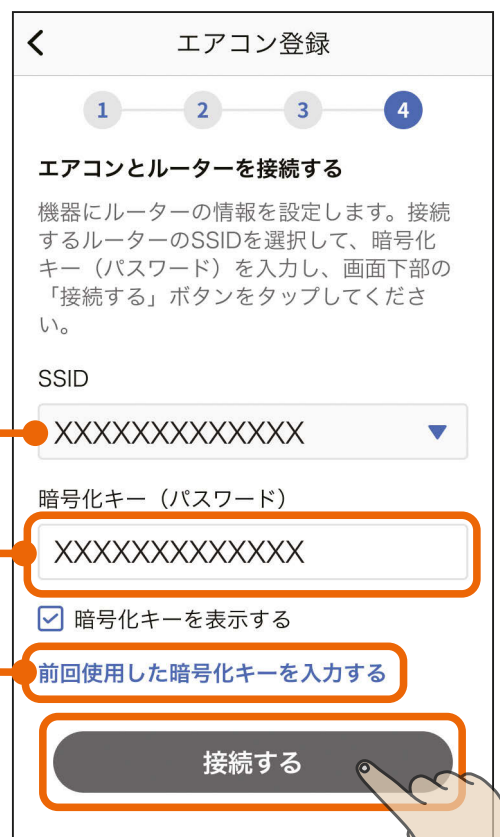 エアコン登録
1 2 3 4
エアコンとルーターを接続する
機器にルーターの情報を設定します。接続
するルーターのSSIDを選択して、暗号化
キー（パスワード）を入力し、画面下部の
「接続する」ボタンをタップしてくださ
い。
SSID
XXXXXXXXXXXXX
暗号化キー（パスワード）
XXXXXXXXXXXXX
暗号化キーを表示する
前回使用した暗号化キーを入力する
接続する